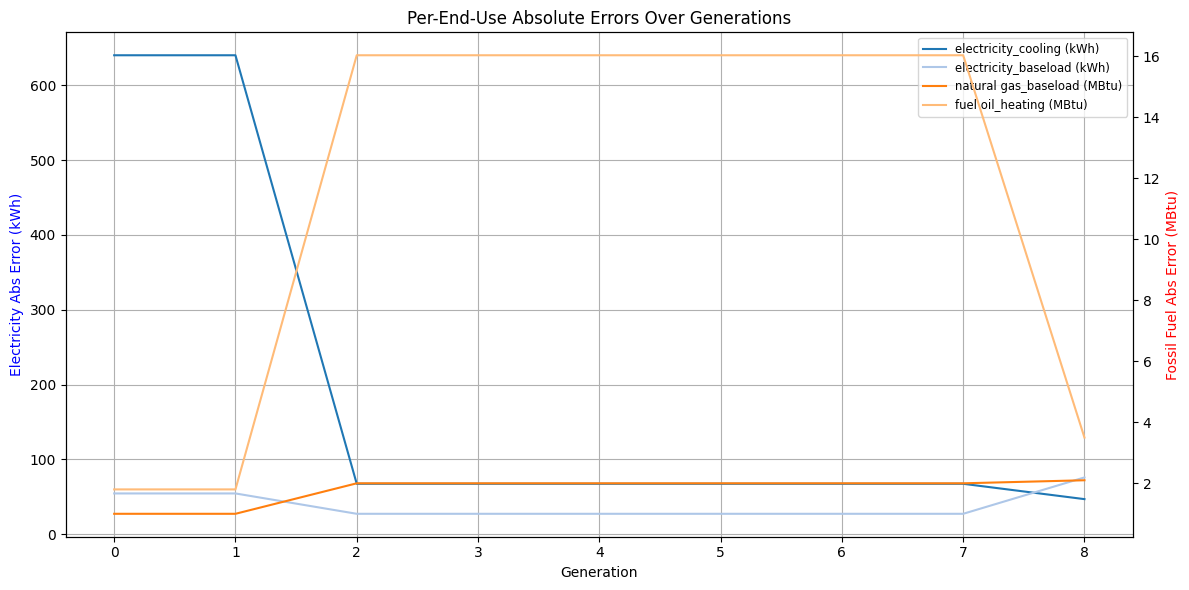 Per-End-Use Absolute Errors Over Generations
electricity_cooling (kWh)
electricity_baseload (kWh)
natural gas_baseload (MBtu)
fuel oil_heating (MBtu)
Electricity Abs Error (kWh)
600
500
400
300
200
100
0
16
14
12
10
8
6
4
2
Fossil Fuel Abs Error (MBtu)
0 1 2 3 4 5 6 7 8
Generation